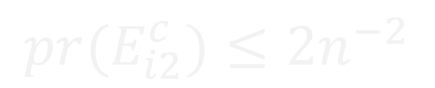 pr(E_{i2}^{c}) ≤ 2n^{-2}